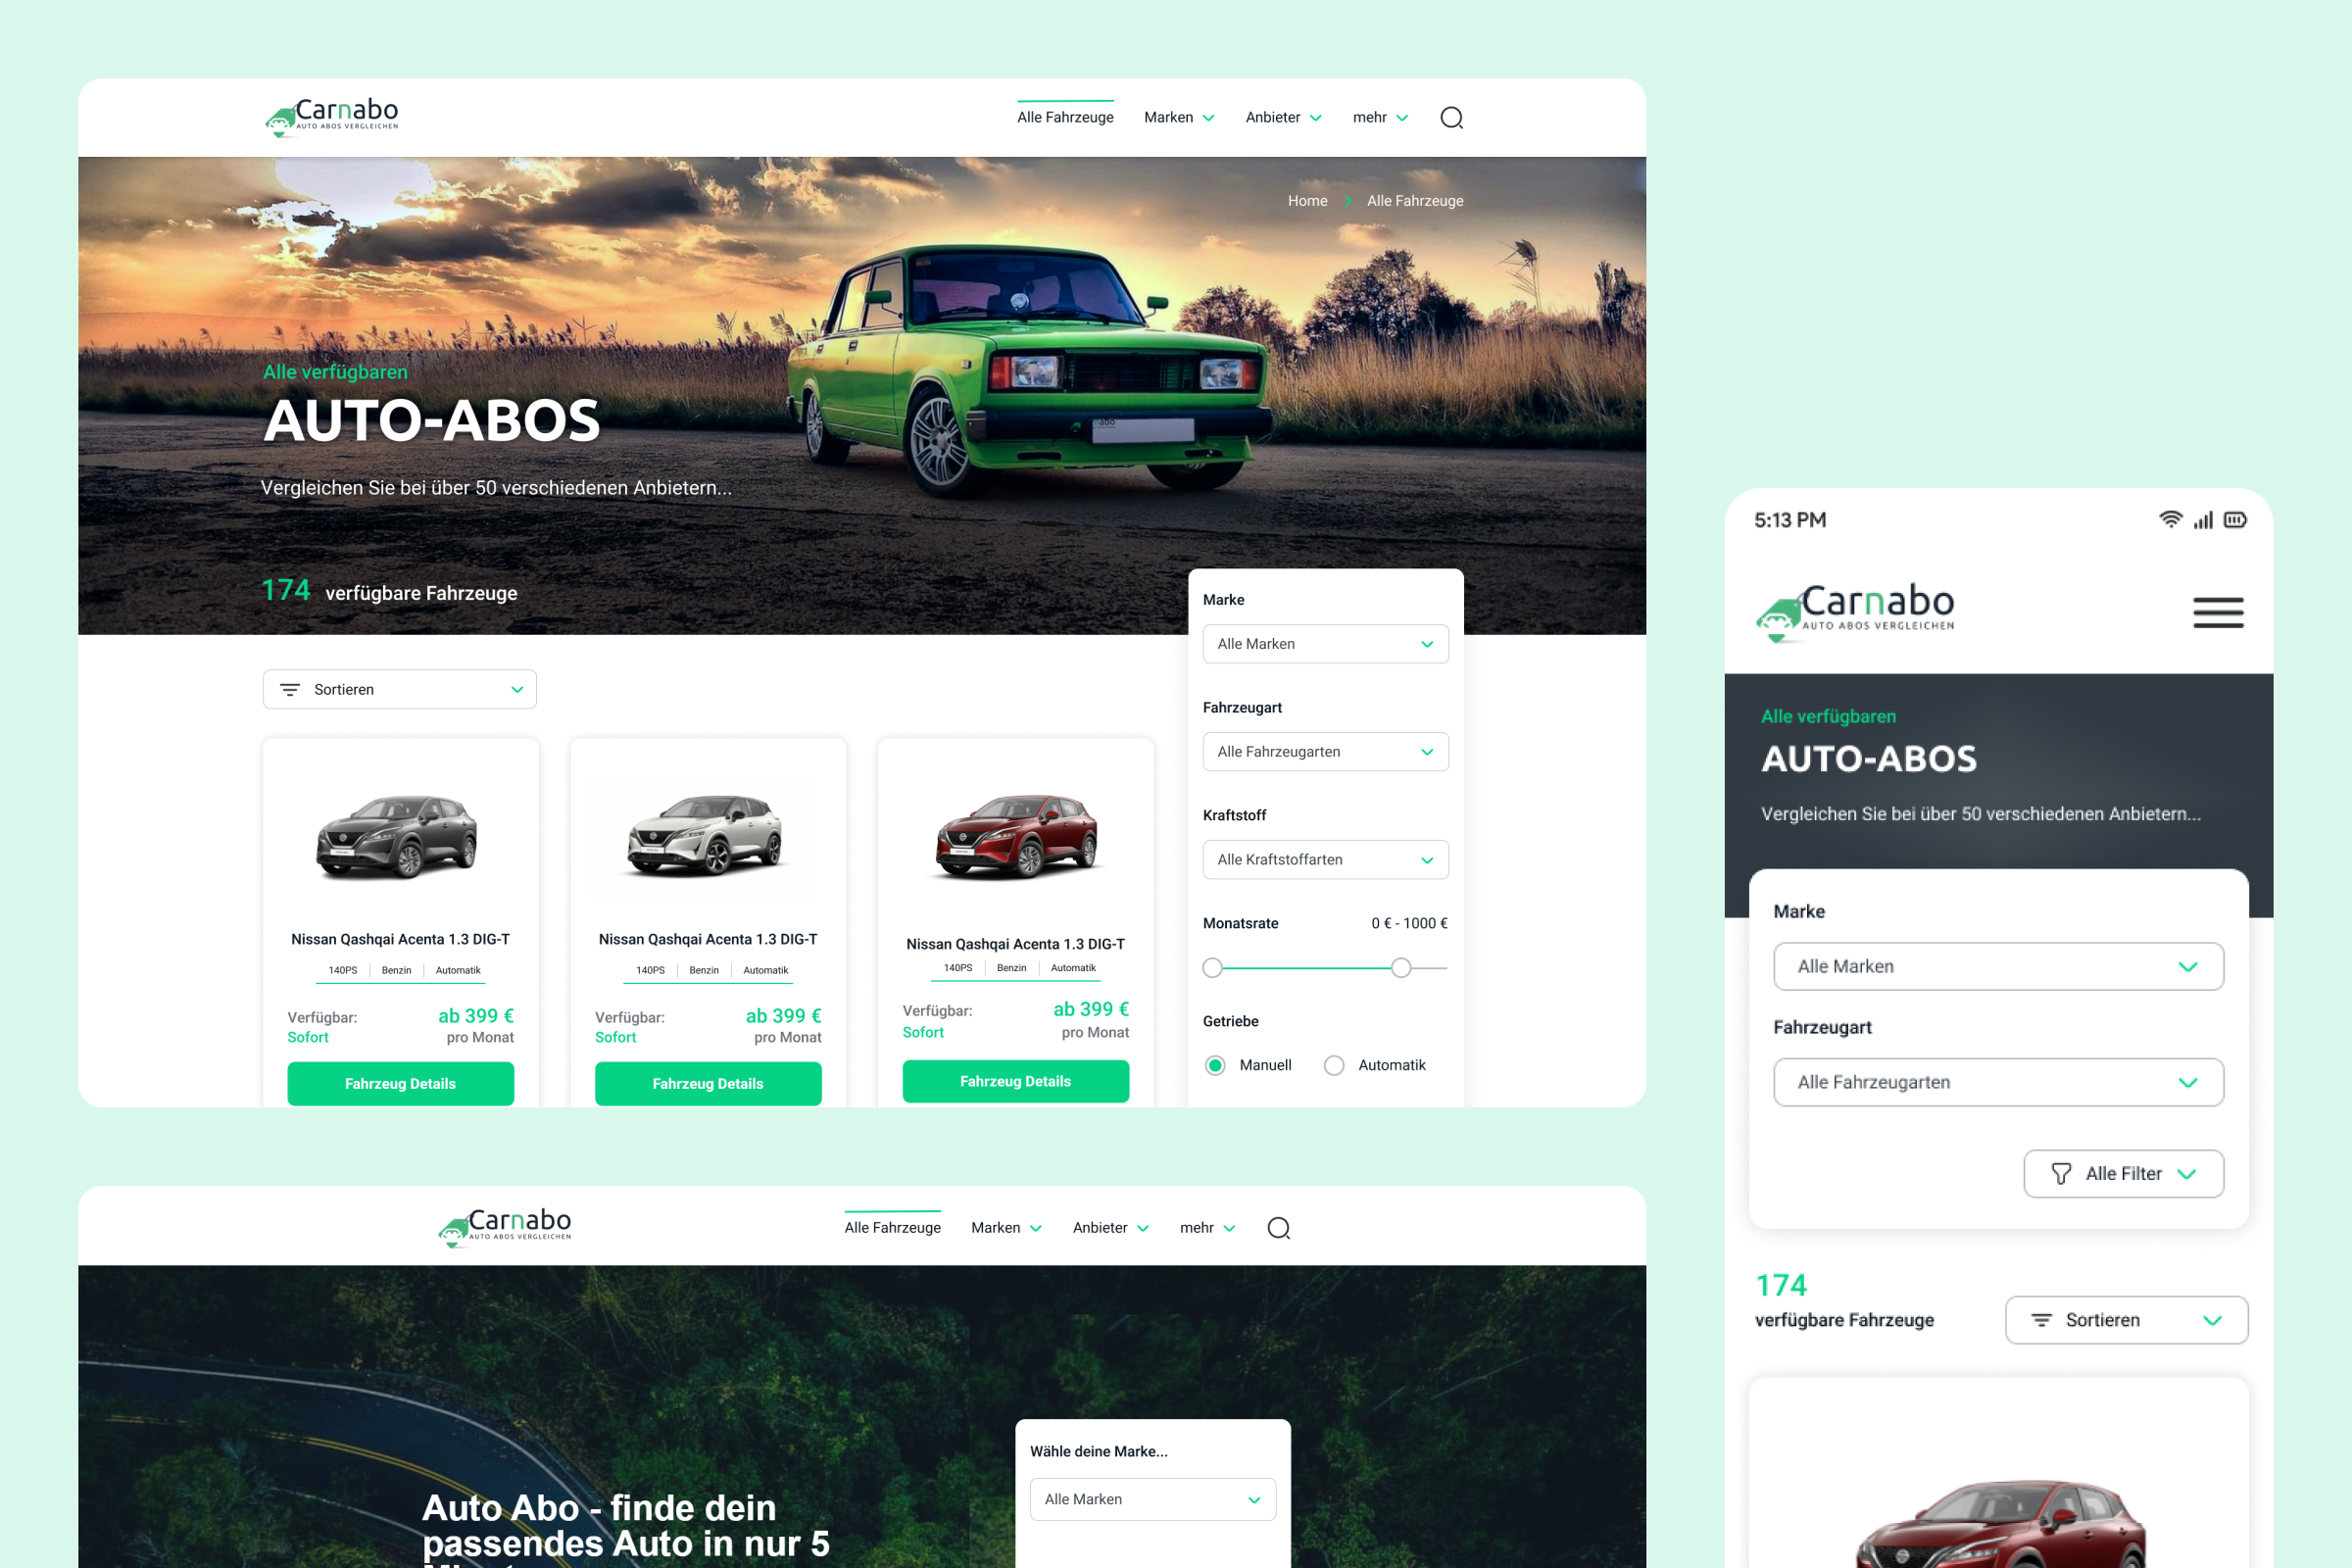 Carnabo
AUTO ABOS VERGLEICHEN
Alle Fahrzeuge
Marken
Anbieter
mehr
Home
Alle Fahrzeuge
Alle verfügbaren
AUTO-ABOS
Vergleichen Sie bei über 50 verschiedenen Anbietern...
174 verfügbare Fahrzeuge
Sortieren
Nissan Qashqai Acenta 1.3 DIG-T
140PS
Benzin
Automatik
Verfügbar:
Sofort
ab 399 €
pro Monat
Fahrzeug Details
Nissan Qashqai Acenta 1.3 DIG-T
140PS
Benzin
Automatik
Verfügbar:
Sofort
ab 399 €
pro Monat
Fahrzeug Details
Nissan Qashqai Acenta 1.3 DIG-T
140PS
Benzin
Automatik
Verfügbar:
Sofort
ab 399 €
pro Monat
Fahrzeug Details
Marke
Alle Marken
Fahrzeugart
Alle Fahrzeugarten
Kraftstoff
Alle Kraftstoffarten
Monatsrate
0 € - 1000 €
Getriebe
Manuell
Automatik
Carnabo
AUTO ABOS VERGLEICHEN
Alle Fahrzeuge
Marken
Anbieter
mehr
Auto Abo - finde dein
passendes Auto in nur 5
Wähle deine Marke...
Alle Marken
5:13 PM
Carnabo
AUTO ABOS VERGLEICHEN
Alle verfügbaren
AUTO-ABOS
Vergleichen Sie bei über 50 verschiedenen Anbietern...
Marke
Alle Marken
Fahrzeugart
Alle Fahrzeugarten
Alle Filter
174
verfügbare Fahrzeuge
Sortieren